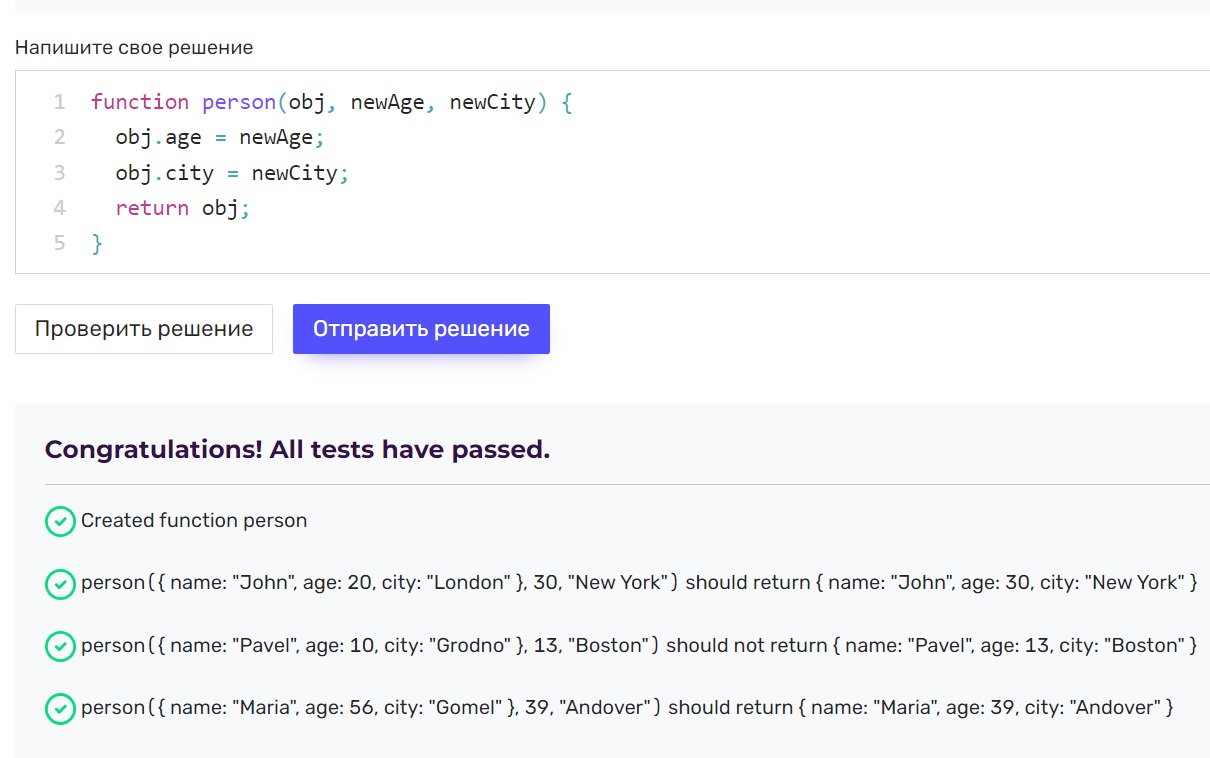 Напишите свое решение
1 function person(obj, newAge, newCity) {
2 obj.age = newAge;
3 obj.city = newCity;
4 return obj;
5 }
Проверить решение Отправить решение
Congratulations! All tests have passed.
Created function person
person({ name: "John", age: 20, city: "London" }, 30, "New York") should return { name: "John", age: 30, city: "New York" }
person({ name: "Pavel", age: 10, city: "Grodno" }, 13, "Boston") should not return { name: "Pavel", age: 13, city: "Boston" }
person({ name: "Maria", age: 56, city: "Gomel" }, 39, "Andover") should return { name: "Maria", age: 39, city: "Andover" }